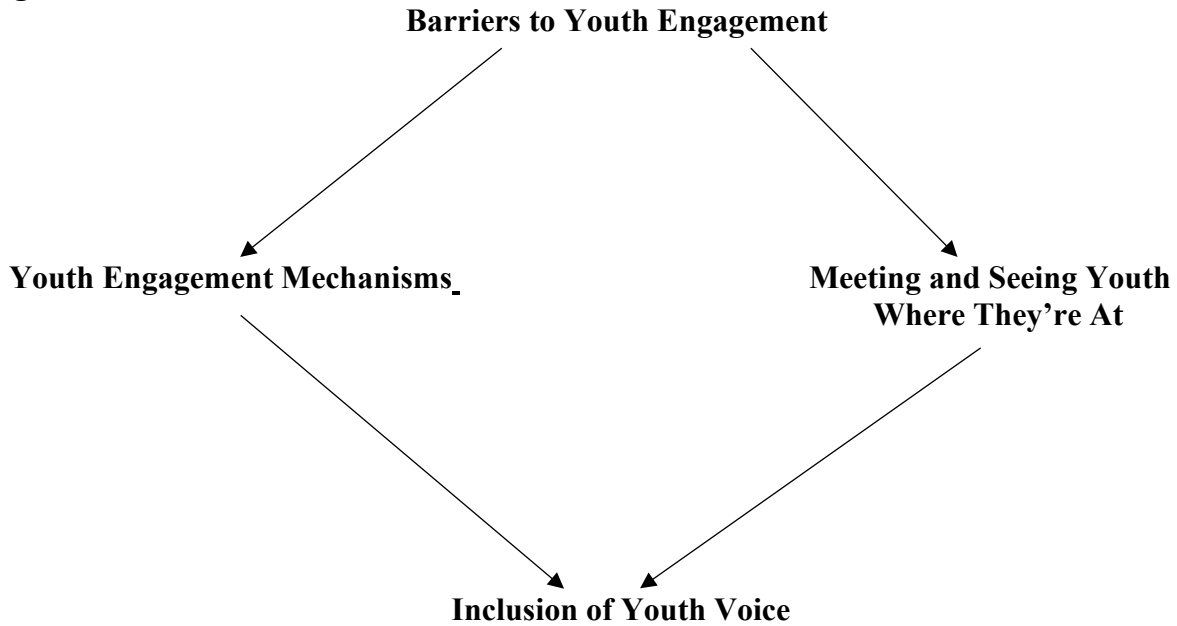 Barriers to Youth Engagement
Youth Engagement Mechanisms
Meeting and Seeing Youth
Where They’re At
Inclusion of Youth Voice